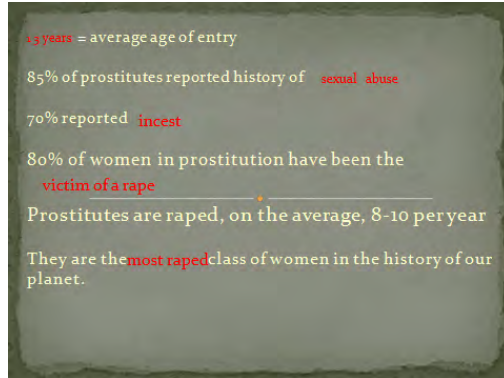 13 years = average age of entry
85% of prostitutes reported history of sexual abuse
70% reported incest
80% of women in prostitution have been the
victim of a rape
Prostitutes are raped, on the average, 8-10 per year
They are the most raped class of women in the history of our
planet.